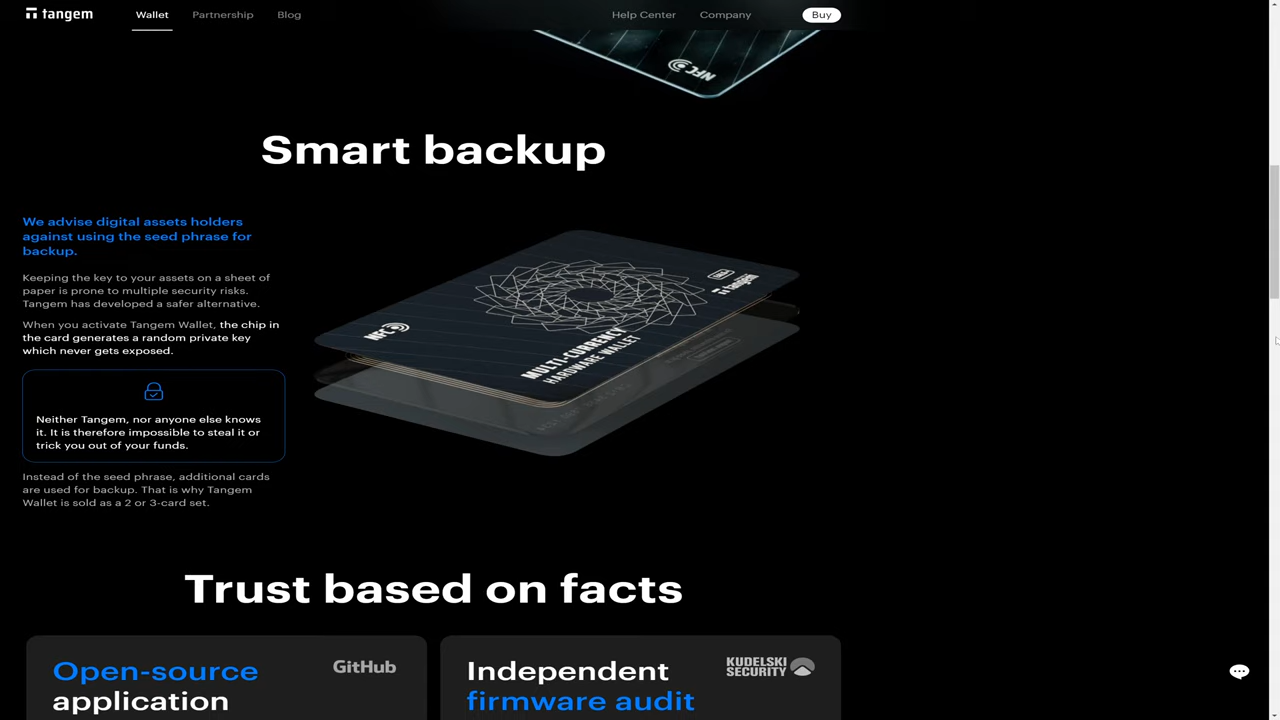 tangem
Wallet
Partnership
Blog
Help Center
Company
Buy
NFC
Smart backup
We advise digital assets holders
against using the seed phrase for
backup.
Keeping the key to your assets on a sheet of
paper is prone to multiple security risks.
Tangem has developed a safer alternative.
When you activate Tangem Wallet, the chip in
the card generates a random private key
which never gets exposed.
Neither Tangem, nor anyone else knows
it. It is therefore impossible to steal it or
trick you out of your funds.
Instead of the seed phrase, additional cards
are used for backup. That is why Tangem
Wallet is sold as a 2 or 3-card set.
tangem
NFC
MULTI-CURRENCY
HARDWARE WALLET
Trust based on facts
Open-source
application
GitHub
Independent
firmware audit
KUDELSKI
SECURITY